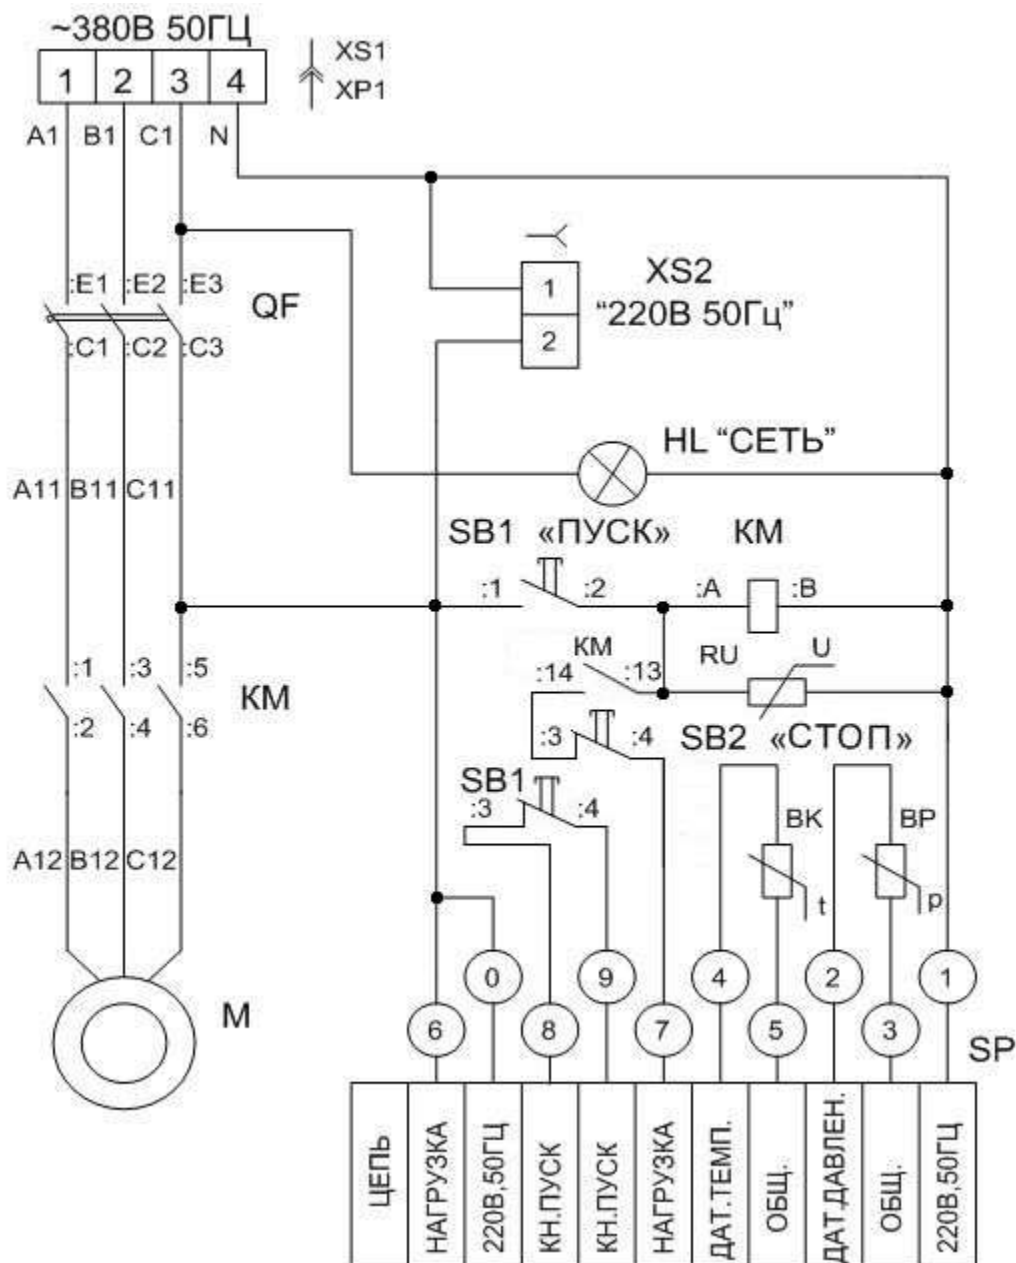 ~380В 50ГЦ
1 2 3 4
XS1
XP1
A1 B1 C1 N
:E1 :E2 :E3
QF
:C1 :C2 :C3
XS2
“220В 50Гц”
1
2
HL “СЕТЬ”
A11 B11 C11
SB1 «ПУСК» КМ
:1 :2 :A :B
КМ
:14 :13
RU U
:1 :3 :5
КМ
:2 :4 :6
:3 :4
SB2 «СТОП»
SB1
:3 :4
BK BP
t p
A12 B12 C12
М
0 9 4 2 1
6 8 7 5 3
SP
ЦЕПЬ
НАГРУЗКА
220В,50ГЦ
КН.ПУСК
КН.ПУСК
НАГРУЗКА
ДАТ.ТЕМП.
ОБЩ.
ДАТ.ДАВЛЕН.
ОБЩ.
220В,50ГЦ